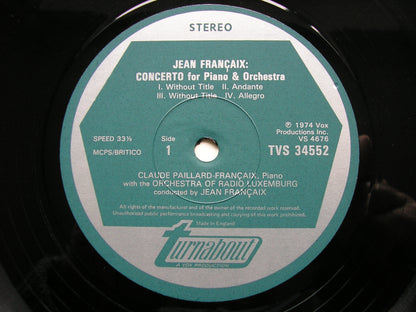 STEREO
JEAN FRANÇAIX:
CONCERTO for Piano & Orchestra
I. Without Title II. Andante
III. Without Title IV. Allegro
SPEED 33⅓
MCPS/BRITICO
Side
1
℗ 1974 Vox
Productions Inc.
VS 4676
TVS 34552
CLAUDE PAILLARD-FRANÇAIX, Piano
with the ORCHESTRA OF RADIO LUXEMBURG
conducted by JEAN FRANÇAIX
All rights of the manufacturer and of the owner of the recorded work reserved.
Unauthorised public performance broadcasting and copying of this work prohibited.
Made in England
turnabout
A VOX PRODUCTION